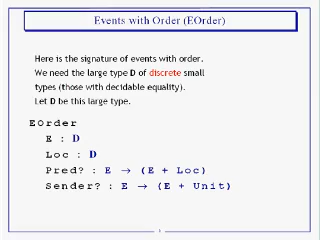 Events with Order (EOrder)
Here is the signature of events with order.
We need the large type D of discrete small
types (those with decidable equality).
Let D be this large type.
EOrder
E : D
Loc : D
Pred? : E → (E + Loc)
Sender? : E → (E + Unit)